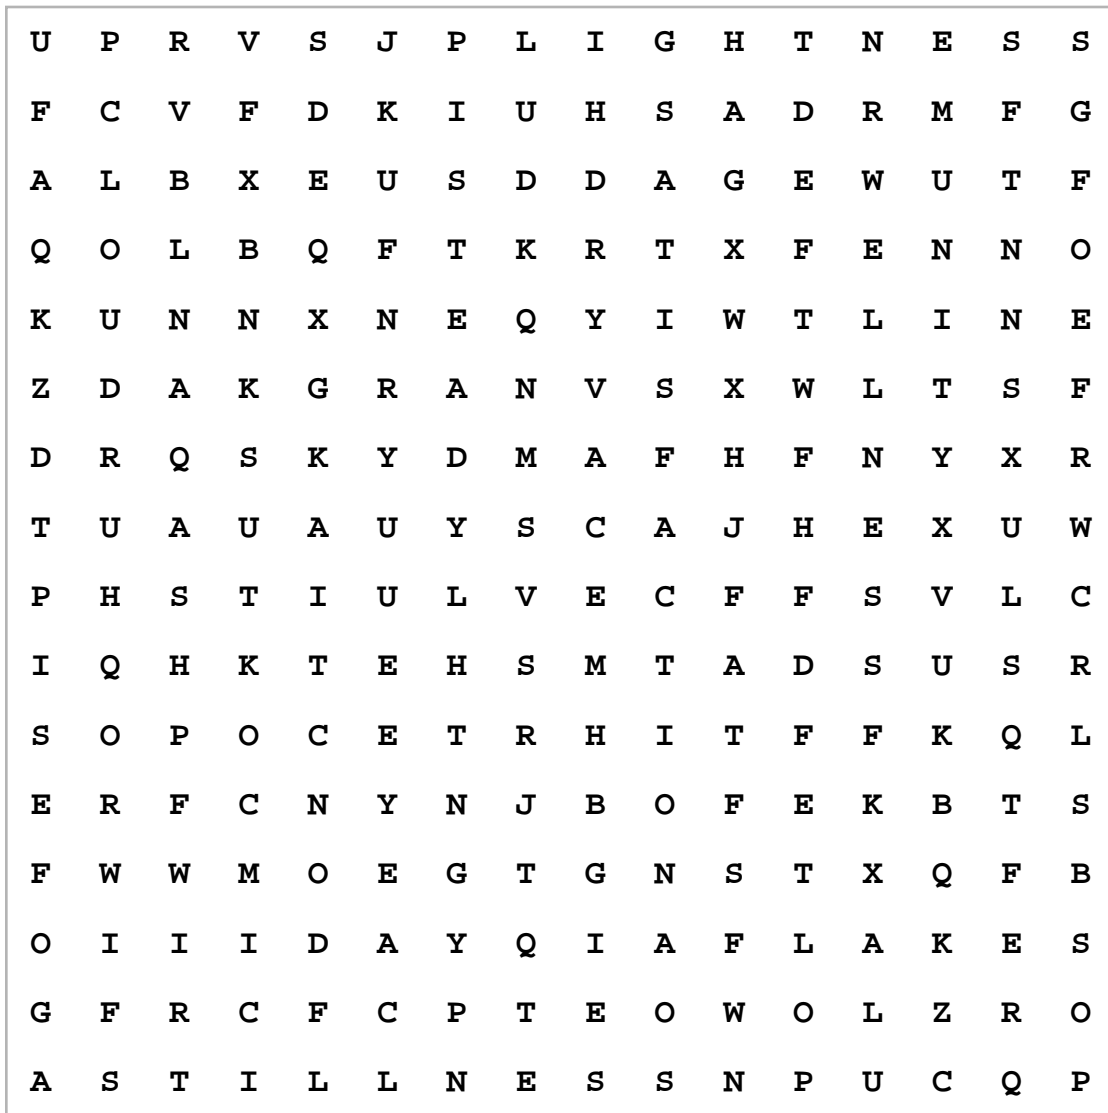 U P R V S J P L I G H T N E S S
F C V F D K I U H S A D R M F G
A L B X E U S D D A G E W U T F
Q O L B Q F T K R T X F E N N O
K U N N X N E Q Y I W T L I N E
Z D A K G R A N V S X W L T S F
D R Q S K Y D M A F H F N Y X R
T U A U A U Y S C A J H E X U W
P H S T I U L V E C F F S V L C
I Q H K T E H S M T A D S U S R
S O P O C E T R H I T F F K Q L
E R F C N Y N J B O F E K B T S
F W W M O E G T G N S T X Q F B
O I I I D A Y Q I A F L A K E S
G F R C F C P T E O W O L Z R O
A S T I L L N E S S N P U C Q P